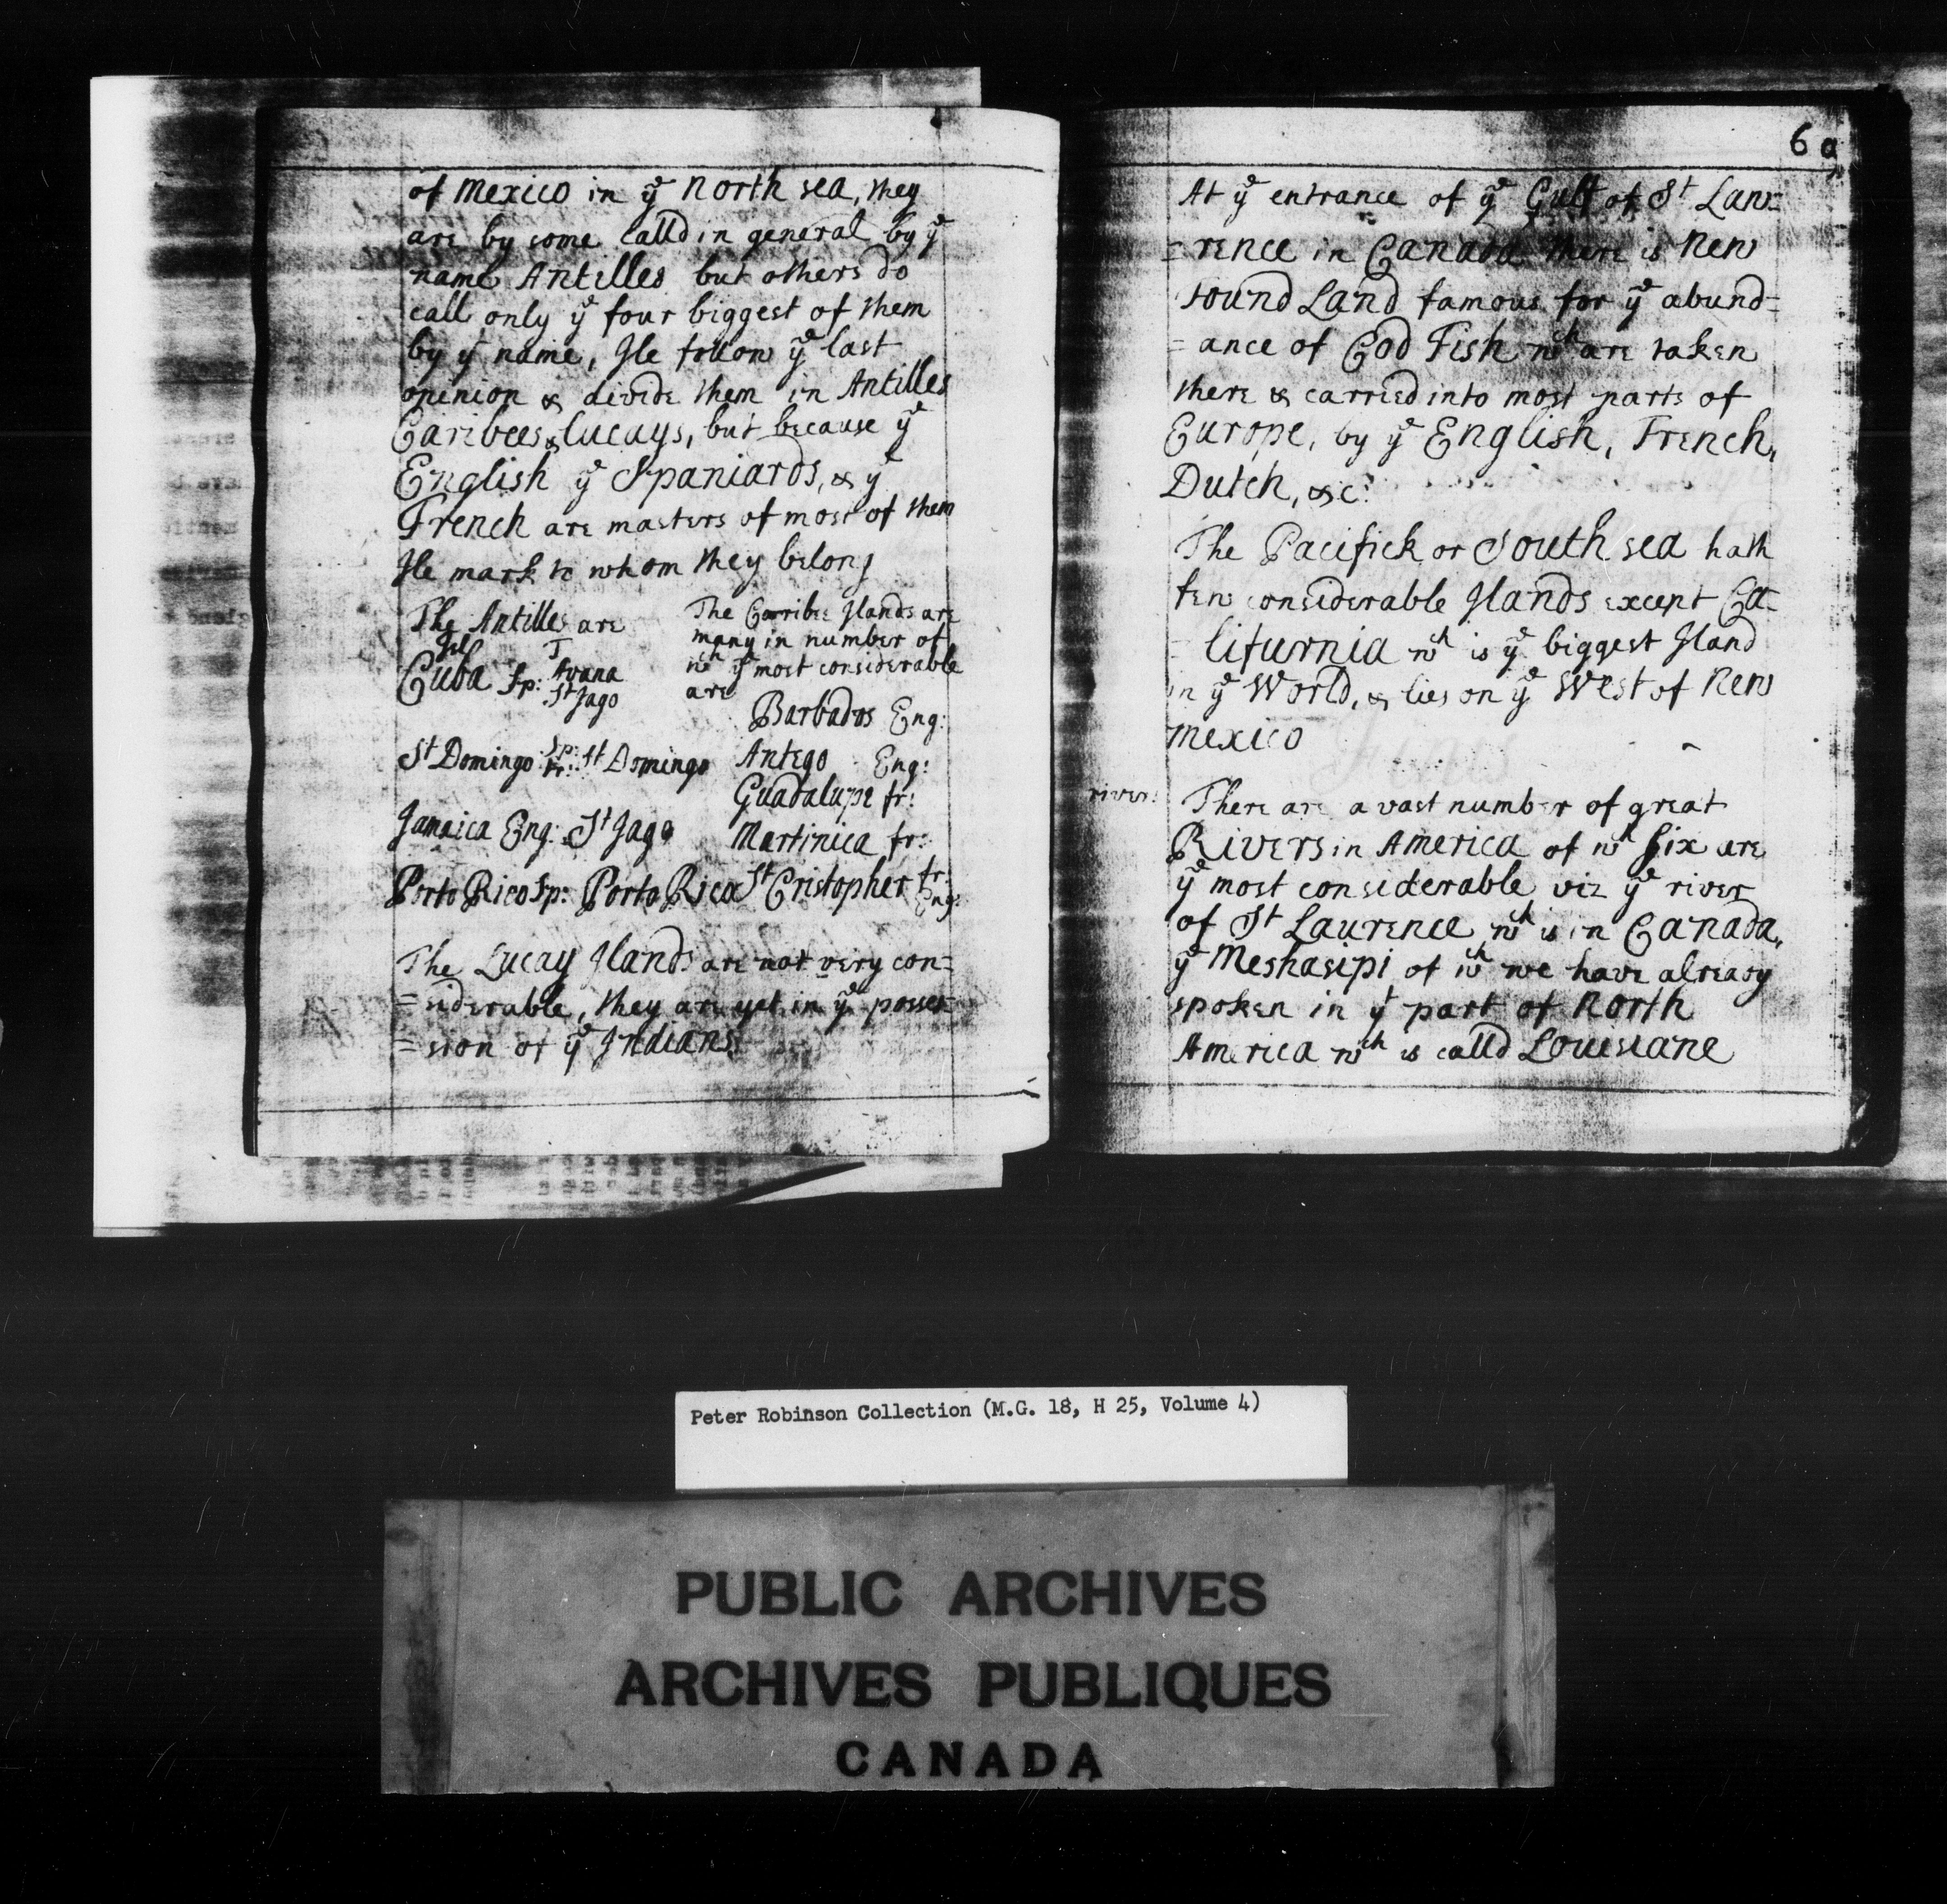 of Mexico in yᵉ North sea, they
are by some calld in general by yᵉ
name Antilles but others do
call only yᵉ four biggest of them
by yᵗ name, Ile follow yᵉ last
openion & divide them in Antilles
Caribees & Lucays, but because yᵉ
English yᵉ Spaniards, & yᵉ
French are masters of most of them
Ile mark to whom they belong
The Antilles are
Isl T
Cuba Sp: Avana
Sᵗ Jago
Sᵗ Domingo Sp: Fr: Sᵗ Domingo
Jamaica Eng: Sᵗ Jago
Porto Rico Sp: Porto Rico
The Carribee Ilands are
many in number of
wᶜʰ yᵉ most considerable
are
Barbados Eng:
Antego Eng:
Guadalupe fr:
Martinica fr:
Sᵗ Cristopher fr: Eng:
The Lucay Ilands are not very con=
=siderable, they are yet in yᵉ posses
=sion of yᵉ Indians
6 a
At yᵉ entrance of yᵉ Gulf of Sᵗ Law=
=rence in Canada there is New
found Land famous for yᵉ abund=
=ance of Cod Fish wᶜʰ are taken
there & carried into most parts of
Europe, by yᵉ English, French,
Dutch, &c:
The Pacifick or South sea hath
few considerable Ilands except Ca=
=lifurnia wᶜʰ is yᵉ biggest Iland
in yᵉ World, & lies on yᵉ West of New
Mexico
rivers: There are a vast number of great
Rivers in America of wᶜʰ six are
yᵉ most considerable viz yᵉ river
of Sᵗ Laurence wᶜʰ is in Canada,
yᵉ Meshasipi of wᶜʰ we have already
spoken in yᵗ part of North
America wᶜʰ is calld Louisiane
Peter Robinson Collection (M.G. 18, H 25, Volume 4)
PUBLIC ARCHIVES
ARCHIVES PUBLIQUES
CANADA